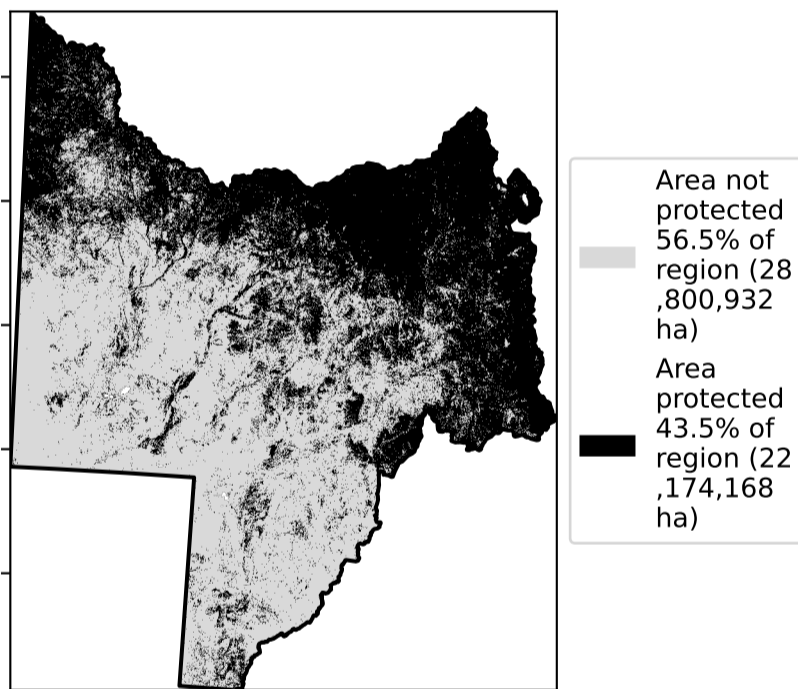 Area not
protected
56.5% of
region (28
,800,932
ha)
Area
protected
43.5% of
region (22
,174,168
ha)